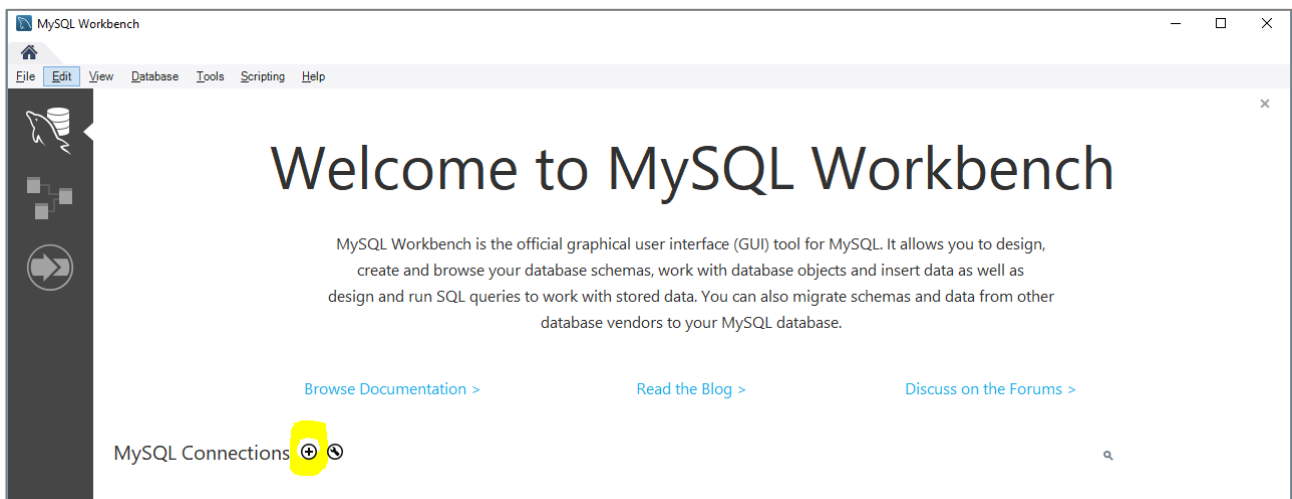 MySQL Workbench
File Edit View Database Tools Scripting Help
Welcome to MySQL Workbench
MySQL Workbench is the official graphical user interface (GUI) tool for MySQL. It allows you to design,
create and browse your database schemas, work with database objects and insert data as well as
design and run SQL queries to work with stored data. You can also migrate schemas and data from other
database vendors to your MySQL database.
Browse Documentation > Read the Blog > Discuss on the Forums >
MySQL Connections